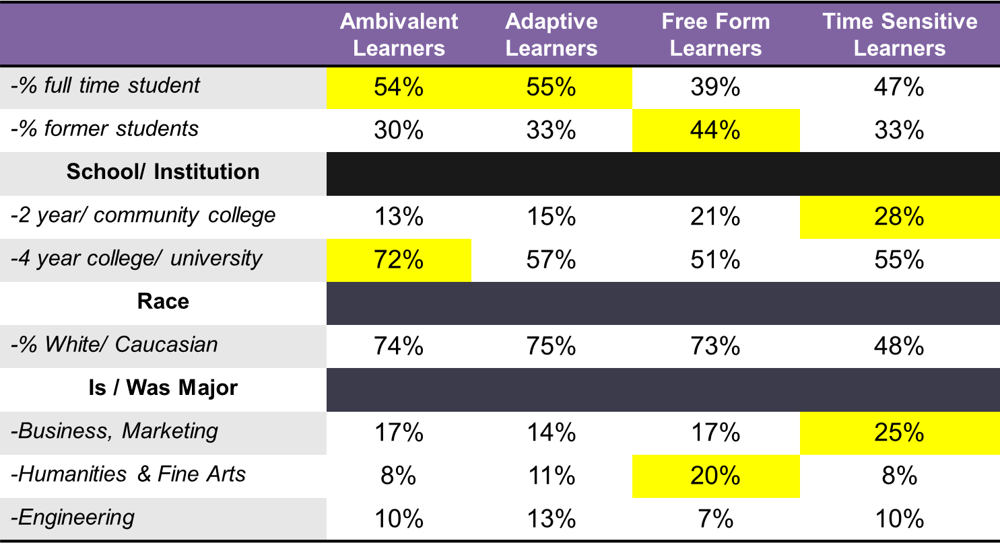 Ambivalent Learners Adaptive Learners Free Form Learners Time Sensitive Learners
-% full time student 54% 55% 39% 47%
-% former students 30% 33% 44% 33%
School/ Institution
-2 year/ community college 13% 15% 21% 28%
-4 year college/ university 72% 57% 51% 55%
Race
-% White/ Caucasian 74% 75% 73% 48%
Is / Was Major
-Business, Marketing 17% 14% 17% 25%
-Humanities & Fine Arts 8% 11% 20% 8%
-Engineering 10% 13% 7% 10%